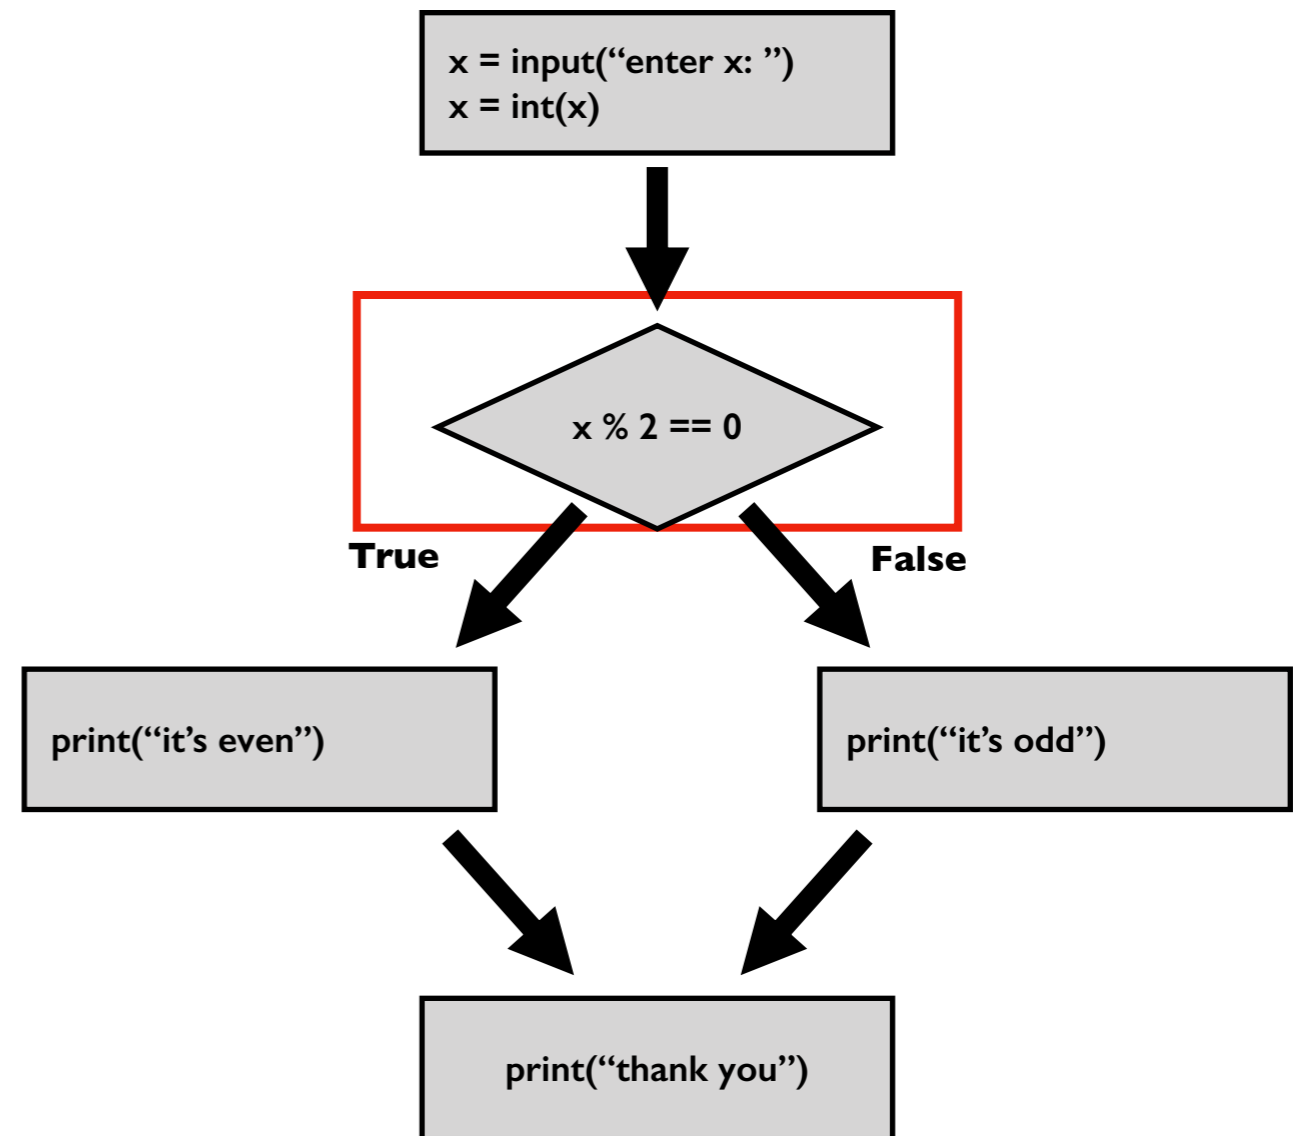 x = input(“enter x: ”)
x = int(x)
x % 2 == 0
True
False
print(“it’s even”)
print(“it’s odd”)
print(“thank you”)